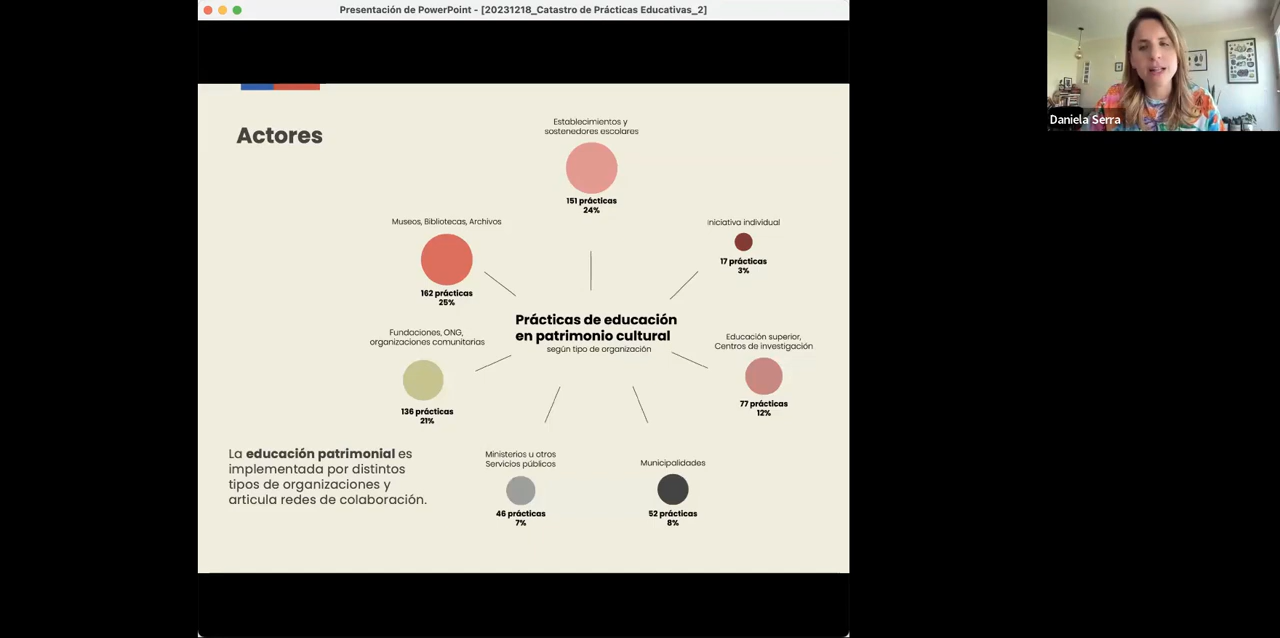 Presentación de PowerPoint - [20231218_Catastro de Prácticas Educativas_2]
Daniela Serra
Actores
Establecimientos y
sostenedores escolares
151 prácticas
24%
Museos, Bibliotecas, Archivos
162 prácticas
25%
Iniciativa individual
17 prácticas
3%
Prácticas de educación
en patrimonio cultural
según tipo de organización
Fundaciones, ONG,
organizaciones comunitarias
136 prácticas
21%
Educación superior,
Centros de investigación
77 prácticas
12%
La educación patrimonial es
implementada por distintos
tipos de organizaciones y
articula redes de colaboración.
Ministerios u otros
Servicios públicos
46 prácticas
7%
Municipalidades
52 prácticas
8%